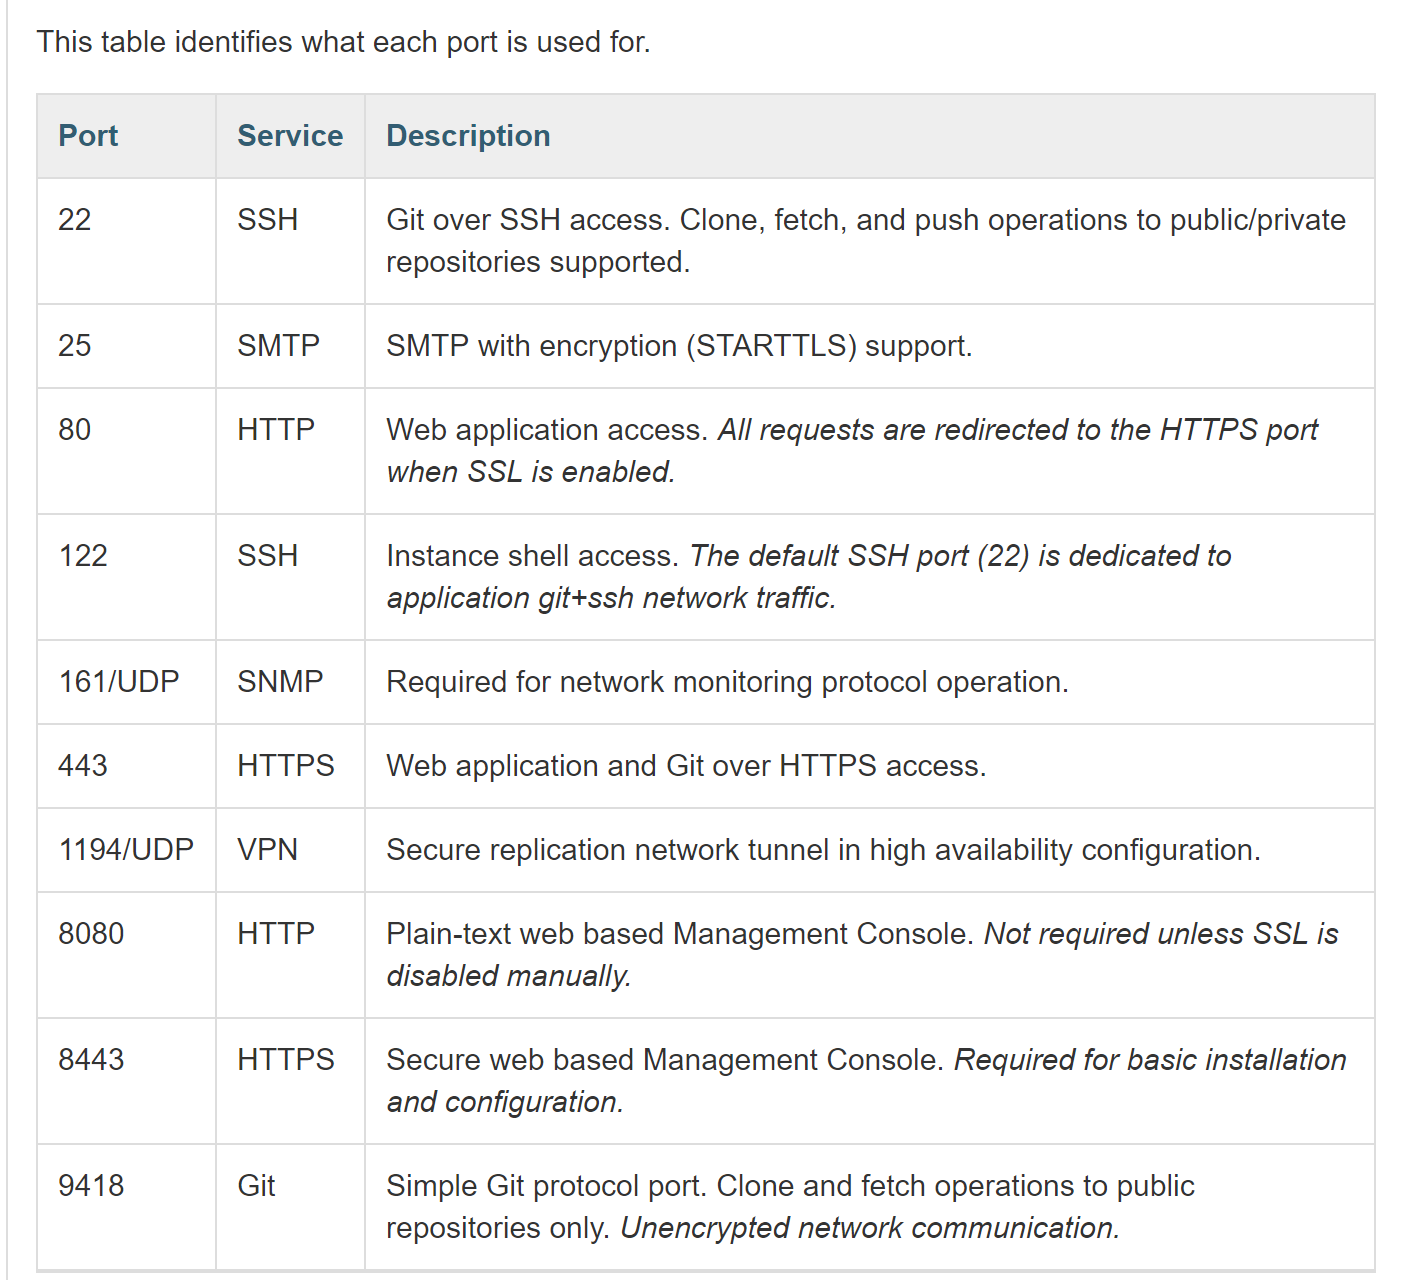 This table identifies what each port is used for.
Port Service Description
22 SSH Git over SSH access. Clone, fetch, and push operations to public/private
repositories supported.
25 SMTP SMTP with encryption (STARTTLS) support.
80 HTTP Web application access. All requests are redirected to the HTTPS port
when SSL is enabled.
122 SSH Instance shell access. The default SSH port (22) is dedicated to
application git+ssh network traffic.
161/UDP SNMP Required for network monitoring protocol operation.
443 HTTPS Web application and Git over HTTPS access.
1194/UDP VPN Secure replication network tunnel in high availability configuration.
8080 HTTP Plain-text web based Management Console. Not required unless SSL is
disabled manually.
8443 HTTPS Secure web based Management Console. Required for basic installation
and configuration.
9418 Git Simple Git protocol port. Clone and fetch operations to public
repositories only. Unencrypted network communication.